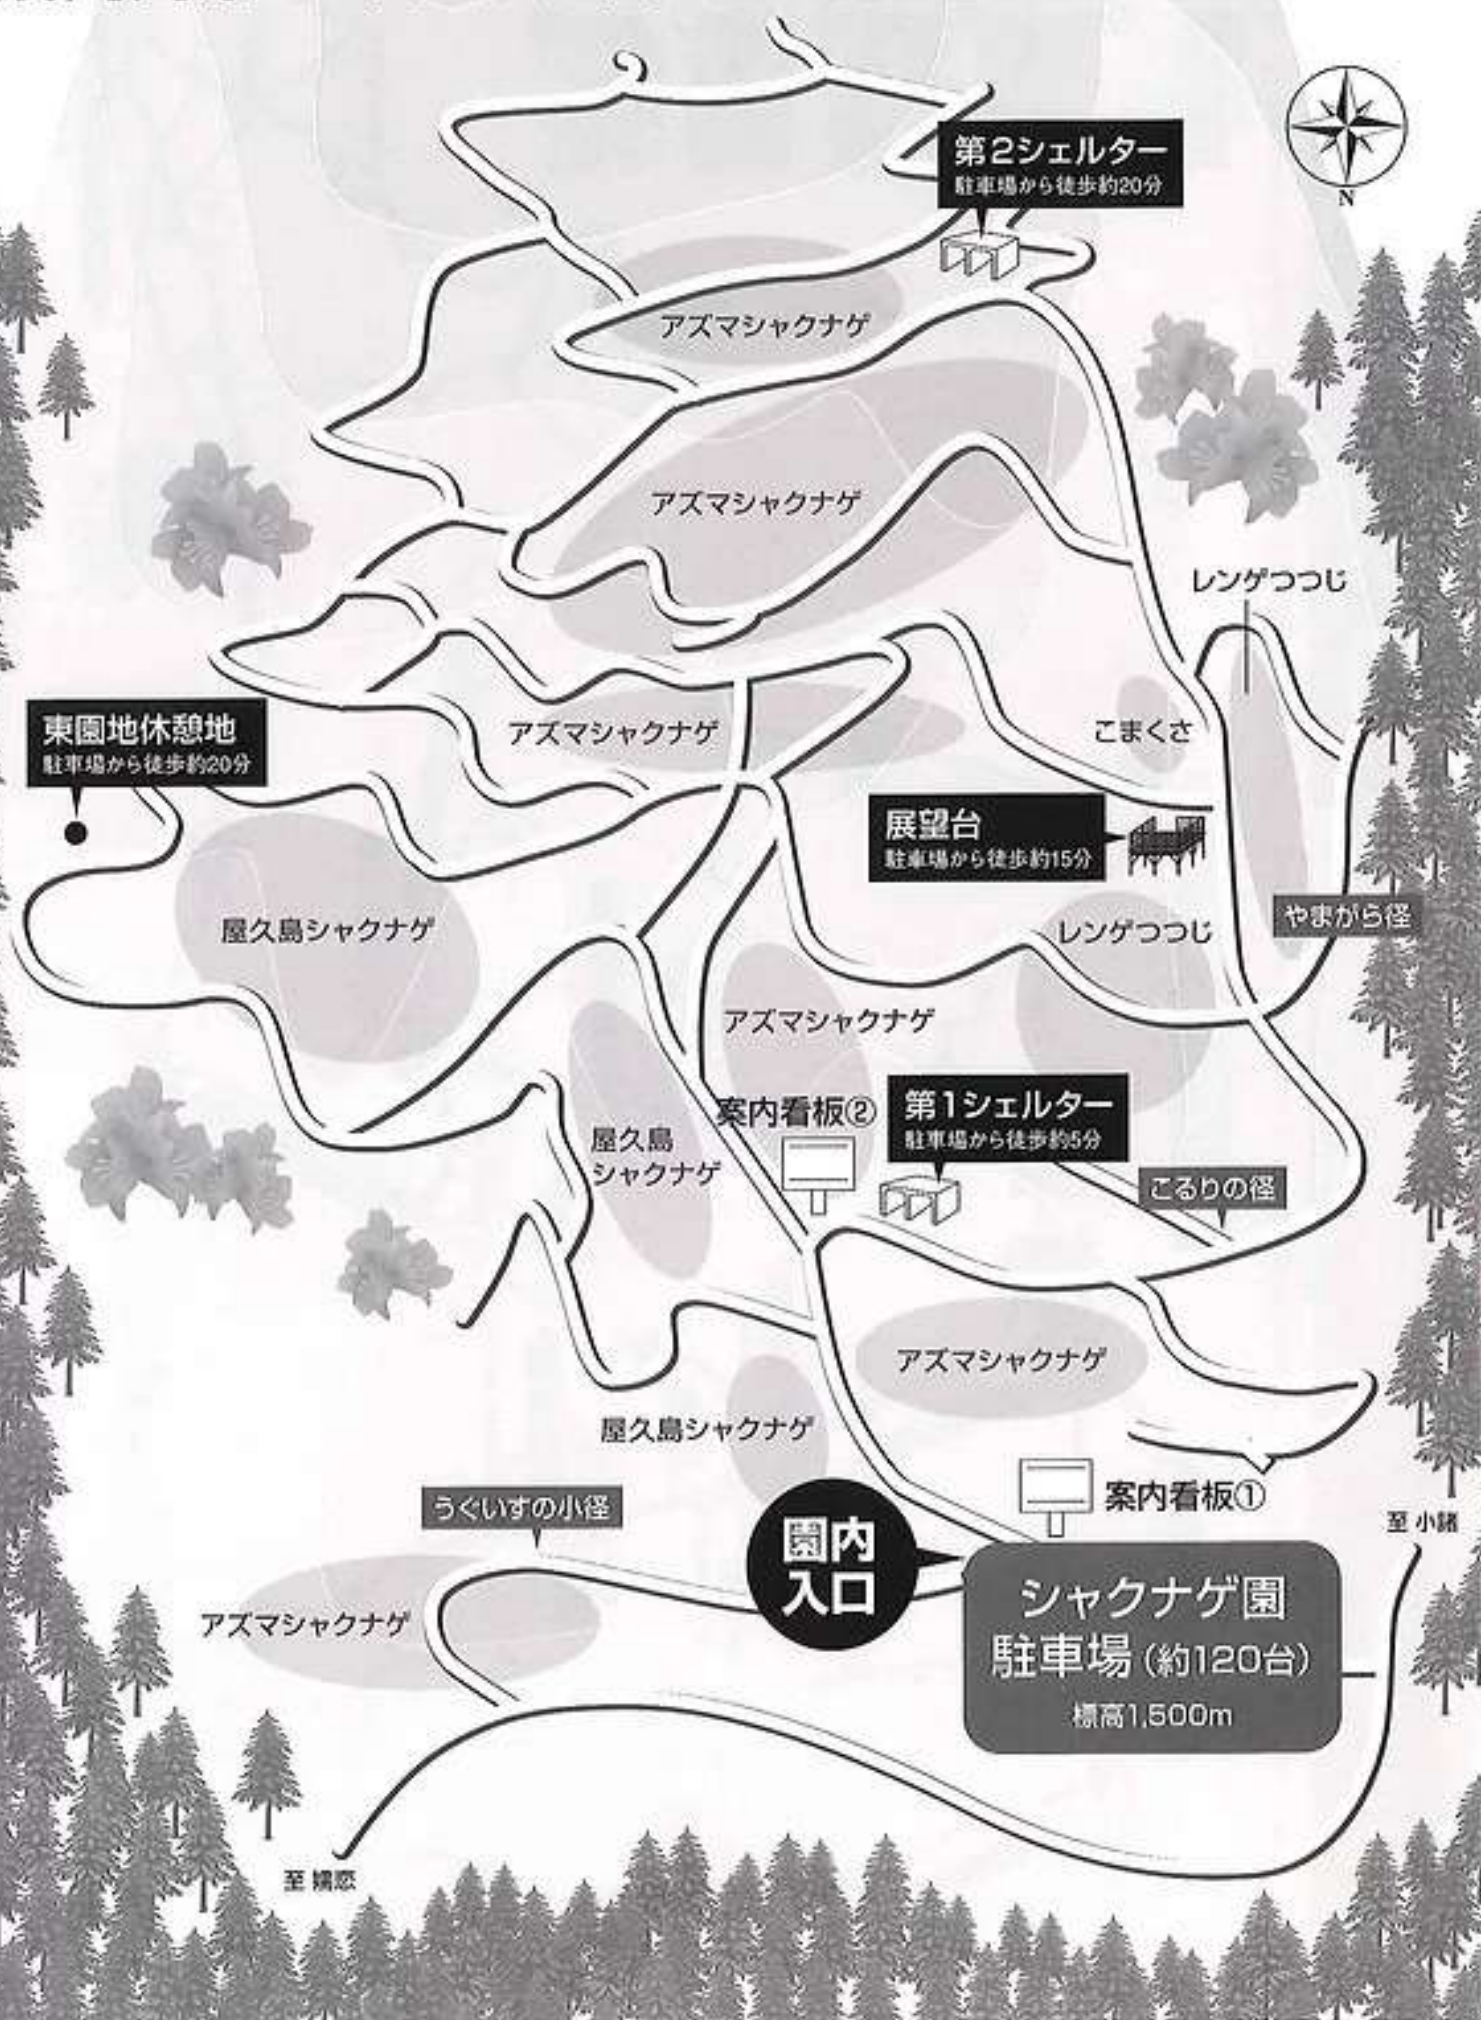 N
第2シェルター
駐車場から徒歩約20分
アズマシャクナゲ
アズマシャクナゲ
レンゲつつじ
東園地休憩地
駐車場から徒歩約20分
アズマシャクナゲ
こまくさ
展望台
駐車場から徒歩約15分
やまがら径
屋久島シャクナゲ
レンゲつつじ
アズマシャクナゲ
案内看板②
第1シェルター
駐車場から徒歩約5分
屋久島
シャクナゲ
こるりの径
アズマシャクナゲ
屋久島シャクナゲ
うぐいすの小径
案内看板①
至 小諸
園内
入口
シャクナゲ園
駐車場(約120台)
標高1,500m
アズマシャクナゲ
至 嬬恋